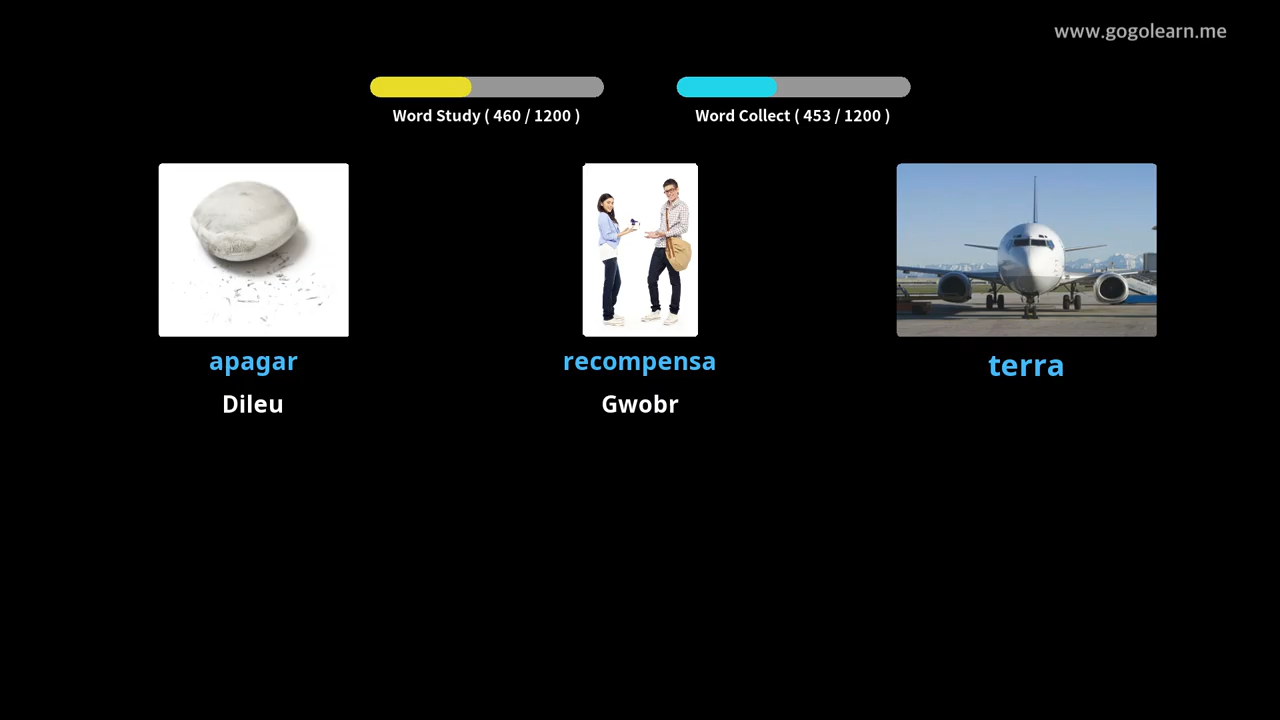 www.gogolearn.me
Word Study ( 460 / 1200 )
Word Collect ( 453 / 1200 )
apagar
recompensa
terra
Dileu
Gwobr